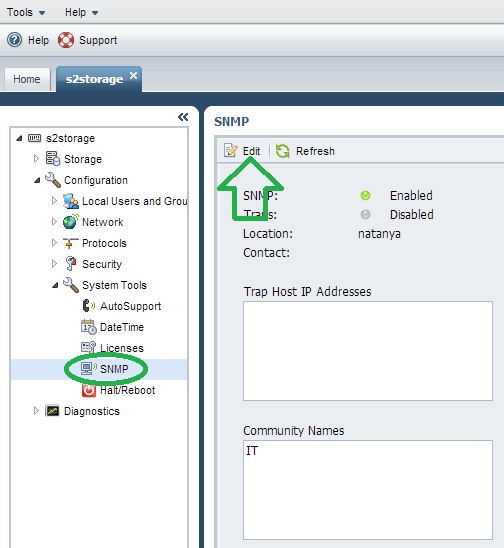 Tools Help
Help Support
Home s2storage
SNMP
s2storage
Storage
Configuration
Local Users and Grou
Network
Protocols
Security
System Tools
AutoSupport
DateTime
Licenses
SNMP
Halt/Reboot
Diagnostics
Edit Refresh
SNMP: Enabled
Traps: Disabled
Location: natanya
Contact:
Trap Host IP Addresses
Community Names
IT